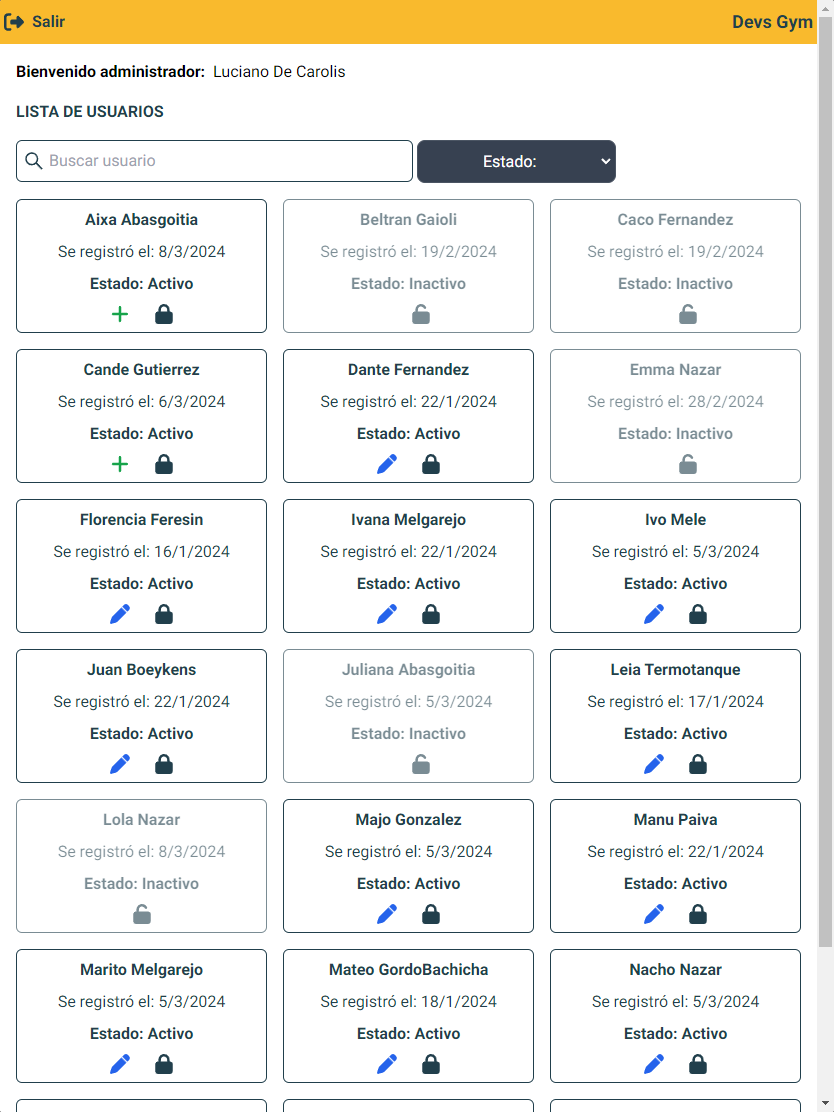 Salir
Devs Gym
Bienvenido administrador: Luciano De Carolis
LISTA DE USUARIOS
Buscar usuario
Estado:
Aixa Abasgoitia
Se registró el: 8/3/2024
Estado: Activo
Beltran Gaioli
Se registró el: 19/2/2024
Estado: Inactivo
Caco Fernandez
Se registró el: 19/2/2024
Estado: Inactivo
Cande Gutierrez
Se registró el: 6/3/2024
Estado: Activo
Dante Fernandez
Se registró el: 22/1/2024
Estado: Activo
Emma Nazar
Se registró el: 28/2/2024
Estado: Inactivo
Florencia Feresin
Se registró el: 16/1/2024
Estado: Activo
Ivana Melgarejo
Se registró el: 22/1/2024
Estado: Activo
Ivo Mele
Se registró el: 5/3/2024
Estado: Activo
Juan Boeykens
Se registró el: 22/1/2024
Estado: Activo
Juliana Abasgoitia
Se registró el: 5/3/2024
Estado: Inactivo
Leia Termotanque
Se registró el: 17/1/2024
Estado: Activo
Lola Nazar
Se registró el: 8/3/2024
Estado: Inactivo
Majo Gonzalez
Se registró el: 5/3/2024
Estado: Activo
Manu Paiva
Se registró el: 22/1/2024
Estado: Activo
Marito Melgarejo
Se registró el: 5/3/2024
Estado: Activo
Mateo GordoBachicha
Se registró el: 18/1/2024
Estado: Activo
Nacho Nazar
Se registró el: 5/3/2024
Estado: Activo